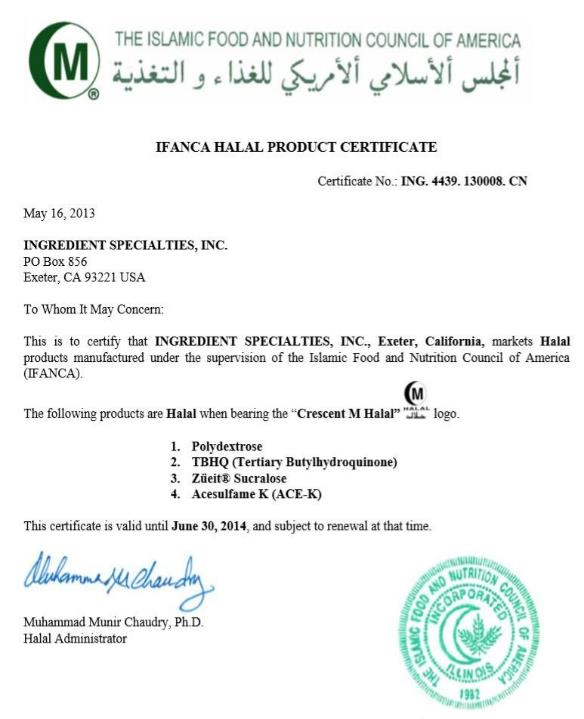 M
®
THE ISLAMIC FOOD AND NUTRITION COUNCIL OF AMERICA
ألمجلس ألأسلامي ألأمريكي للغذاء و التغذية
IFANCA HALAL PRODUCT CERTIFICATE
Certificate No.: ING. 4439. 130008. CN
May 16, 2013
INGREDIENT SPECIALTIES, INC.
PO Box 856
Exeter, CA 93221 USA
To Whom It May Concern:
This is to certify that INGREDIENT SPECIALTIES, INC., Exeter, California, markets Halal
products manufactured under the supervision of the Islamic Food and Nutrition Council of America
(IFANCA).
M
HALAL
حلال
The following products are Halal when bearing the “Crescent M Halal” logo.
1. Polydextrose
2. TBHQ (Tertiary Butylhydroquinone)
3. Züeit® Sucralose
4. Acesulfame K (ACE-K)
This certificate is valid until June 30, 2014, and subject to renewal at that time.
Muhammad M Chaudry
Muhammad Munir Chaudry, Ph.D.
Halal Administrator
THE ISLAMIC FOOD AND NUTRITION COUNCIL OF AMERICA
INCORPORATED
ILLINOIS
1982